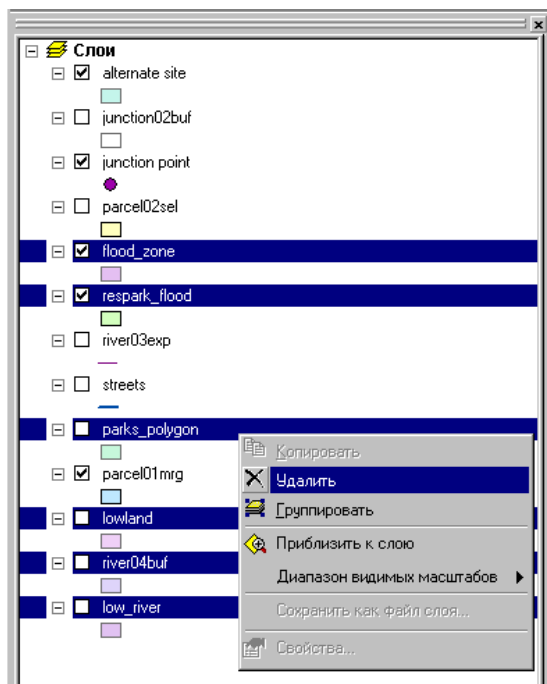 Слои
alternate site
junction02buf
junction point
parcel02sel
flood_zone
respark_flood
river03exp
streets
parks_polygon
parcel01mrg
lowland
river04buf
low_river
Копировать
Удалить
Группировать
Приблизить к слою
Диапазон видимых масштабов
Сохранить как файл слоя...
Свойства...